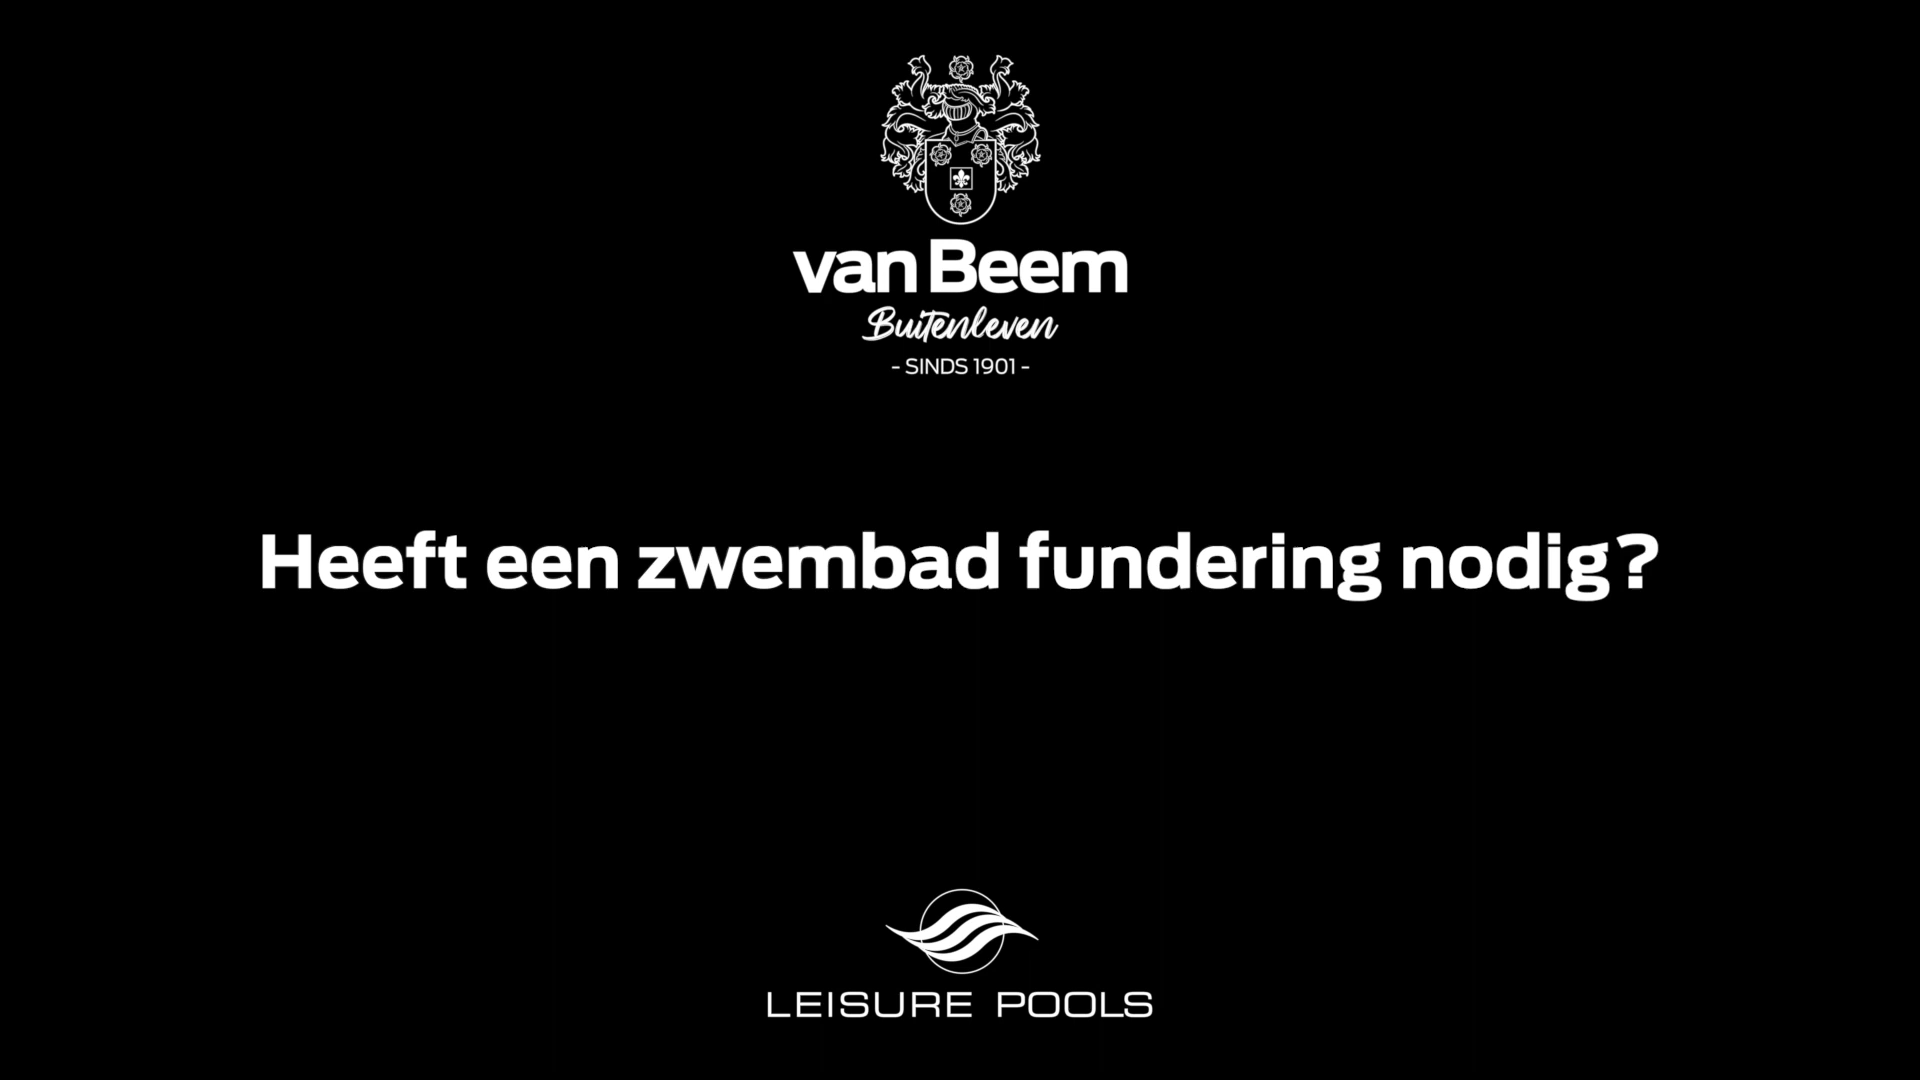 van Beem
Buitenleven
- SINDS 1901 -
Heeft een zwembad fundering nodig?
LEISURE POOLS